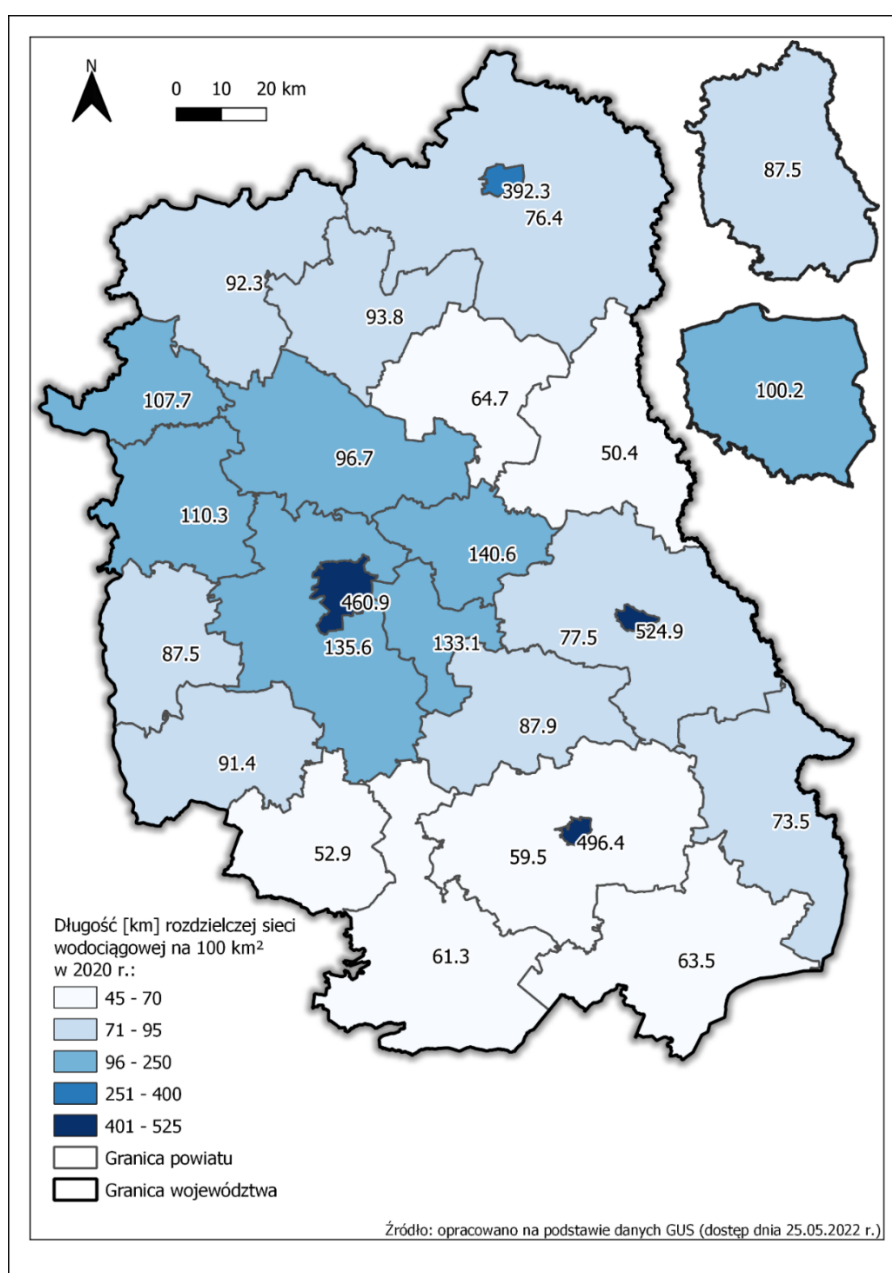 N
0 10 20 km
87.5
392.3
76.4
92.3
93.8
100.2
107.7
64.7
96.7
50.4
110.3
140.6
460.9
524.9
87.5
135.6
133.1
77.5
87.9
91.4
73.5
52.9
59.5
496.4
61.3
63.5
Długość [km] rozdzielczej sieci
wodociągowej na 100 km²
w 2020 r.:
45 - 70
71 - 95
96 - 250
251 - 400
401 - 525
Granica powiatu
Granica województwa
Źródło: opracowano na podstawie danych GUS (dostęp dnia 25.05.2022 r.)